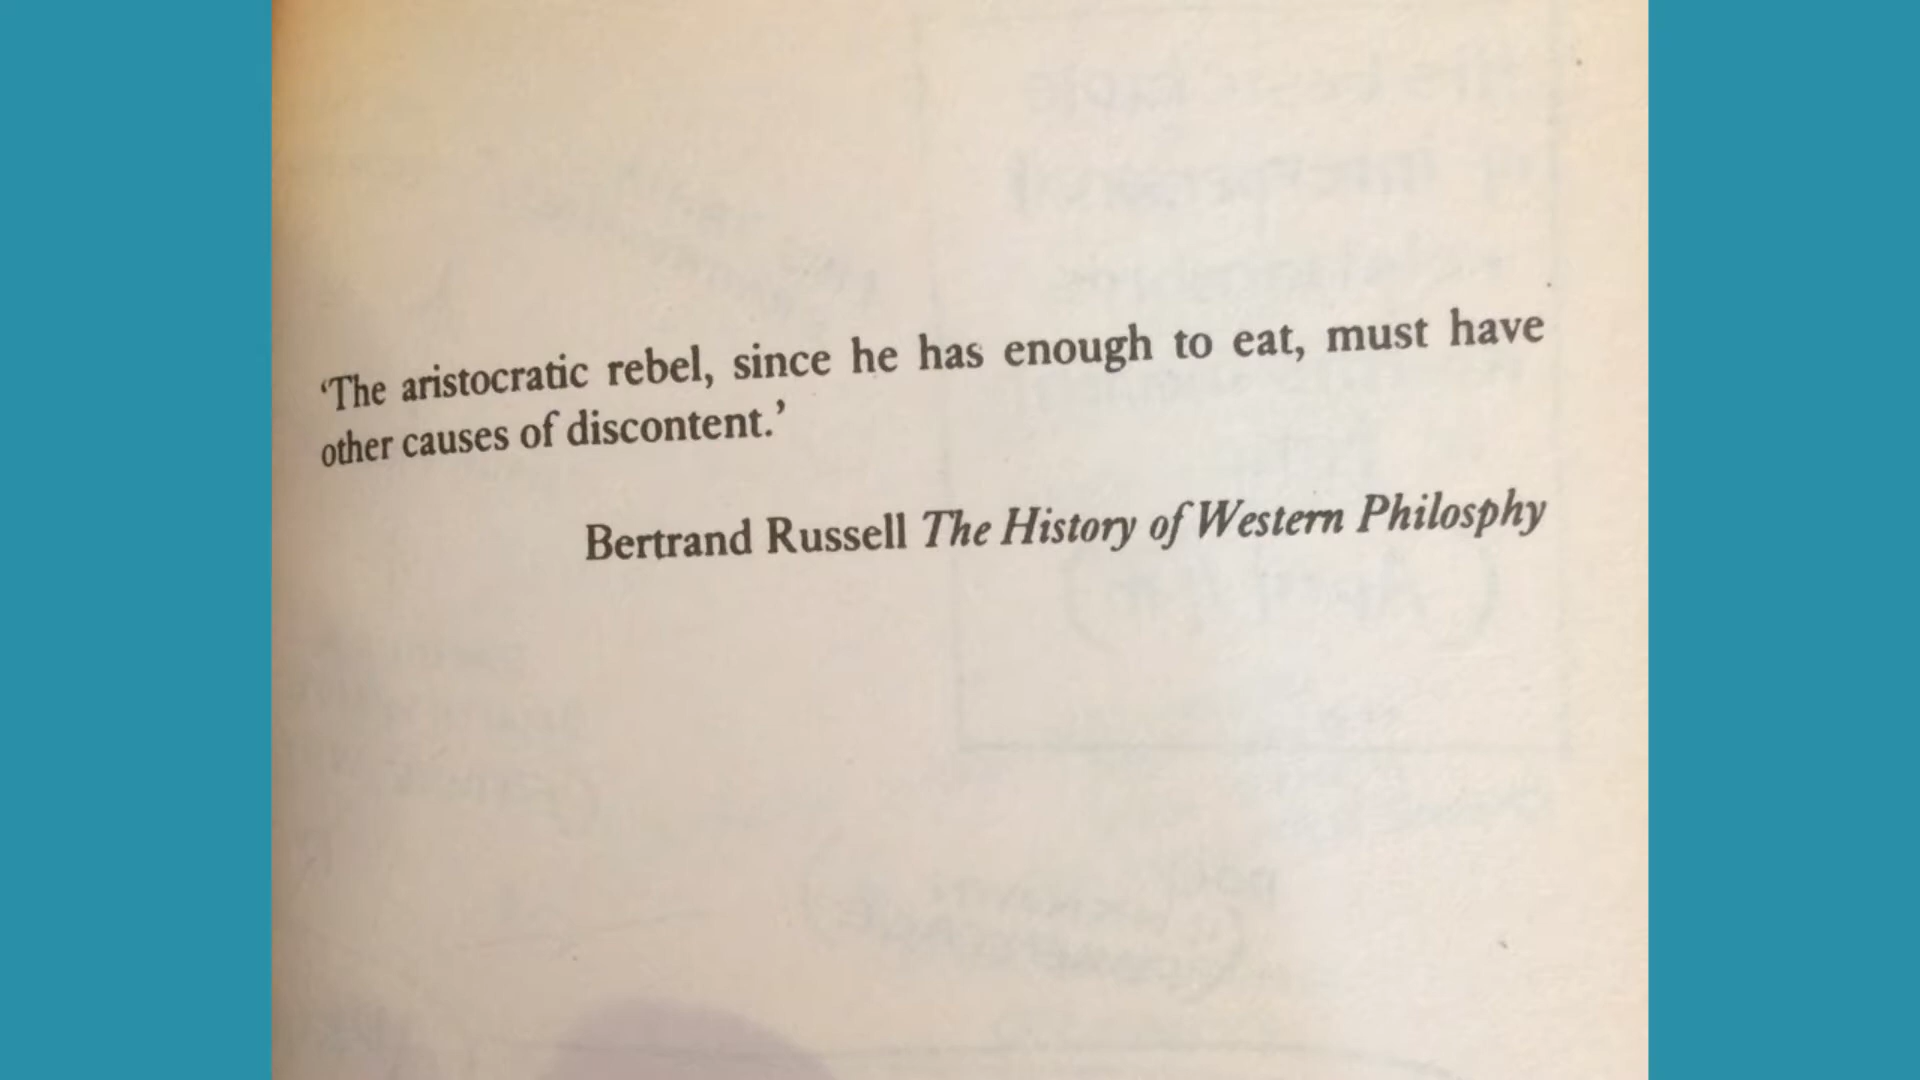 ‘The aristocratic rebel, since he has enough to eat, must have
other causes of discontent.’
Bertrand Russell The History of Western Philosphy